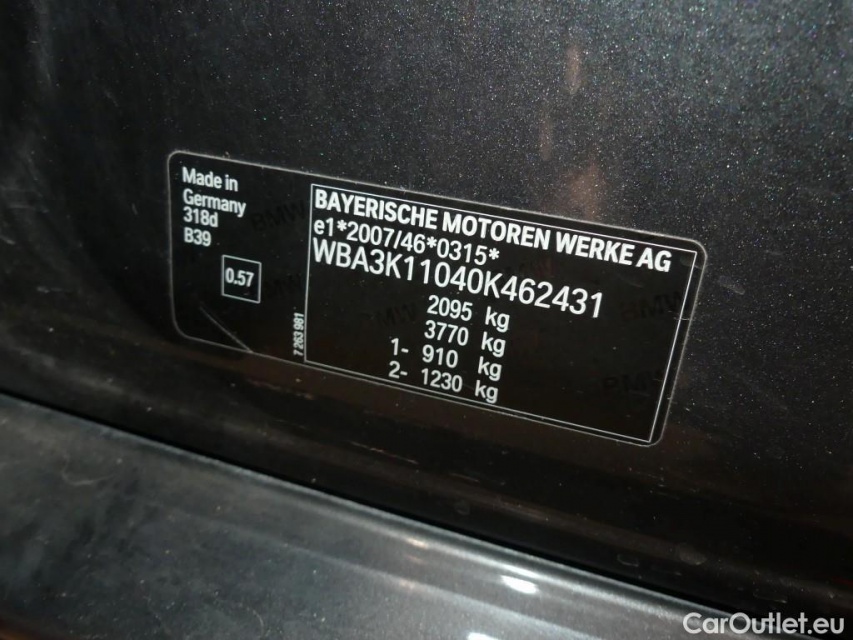 Made in
Germany
318d
B39
0.57
7 263 981
BAYERISCHE MOTOREN WERKE AG
e1*2007/46*0315*
WBA3K11040K462431
2095 kg
3770 kg
1- 910 kg
2- 1230 kg
CarOutlet.eu